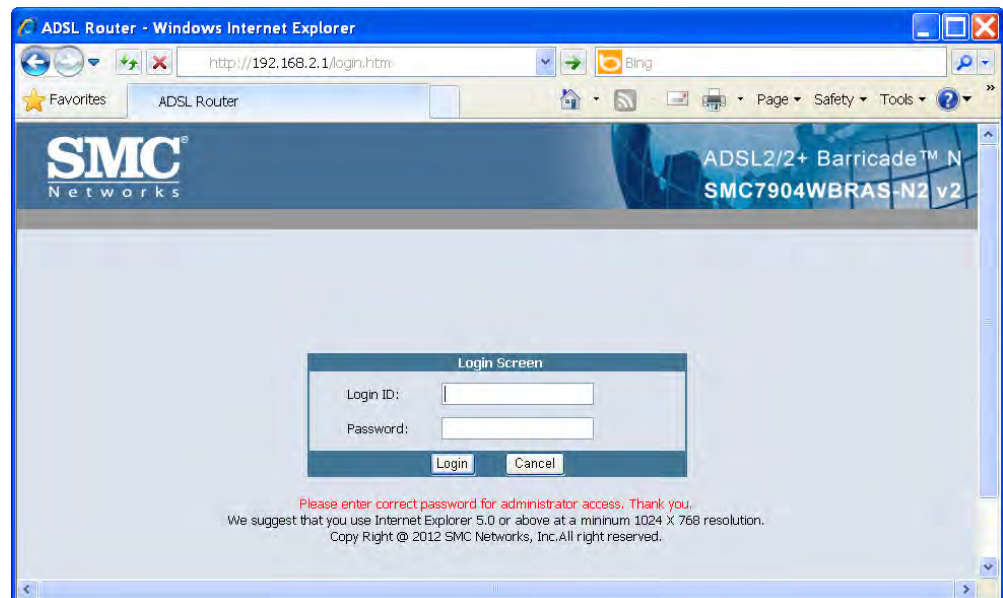 ADSL Router - Windows Internet Explorer
http://192.168.2.1/login.htm
Bing
Favorites
ADSL Router
Page
Safety
Tools
»
SMC®
Networks
ADSL2/2+ Barricade™ N
SMC7904WBRAS-N2 v2
Login Screen
Login ID:
Password:
Login
Cancel
Please enter correct password for administrator access. Thank you.
We suggest that you use Internet Explorer 5.0 or above at a mininum 1024 X 768 resolution.
Copy Right @ 2012 SMC Networks, Inc.All right reserved.